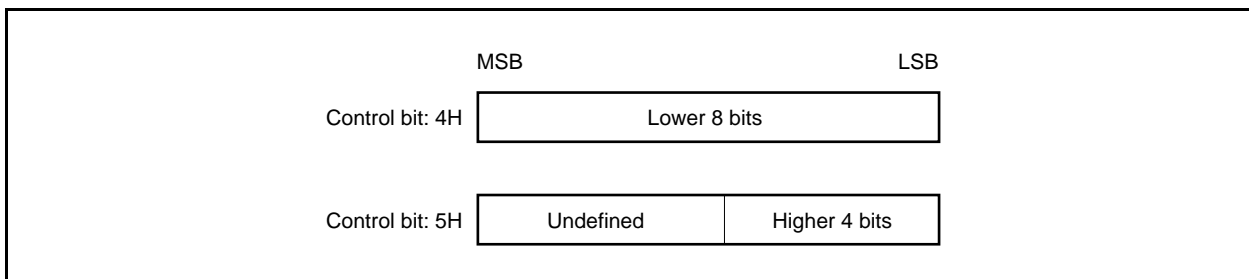 MSB LSB
Control bit: 4H Lower 8 bits
Control bit: 5H Undefined Higher 4 bits